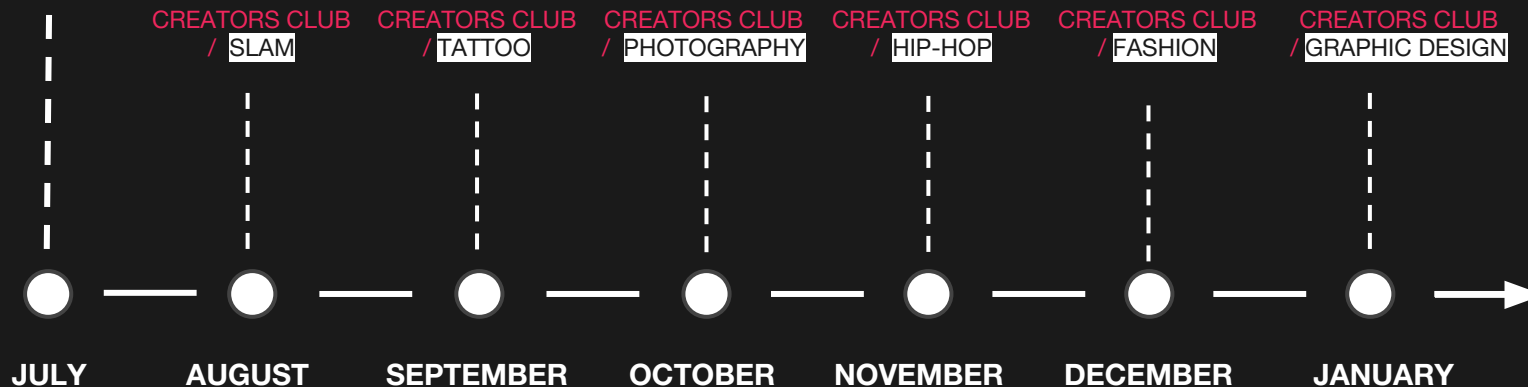 CREATORS CLUB
/ SLAM
CREATORS CLUB
/ TATTOO
CREATORS CLUB
/ PHOTOGRAPHY
CREATORS CLUB
/ HIP-HOP
CREATORS CLUB
/ FASHION
CREATORS CLUB
/ GRAPHIC DESIGN
JULY
AUGUST
SEPTEMBER
OCTOBER
NOVEMBER
DECEMBER
JANUARY